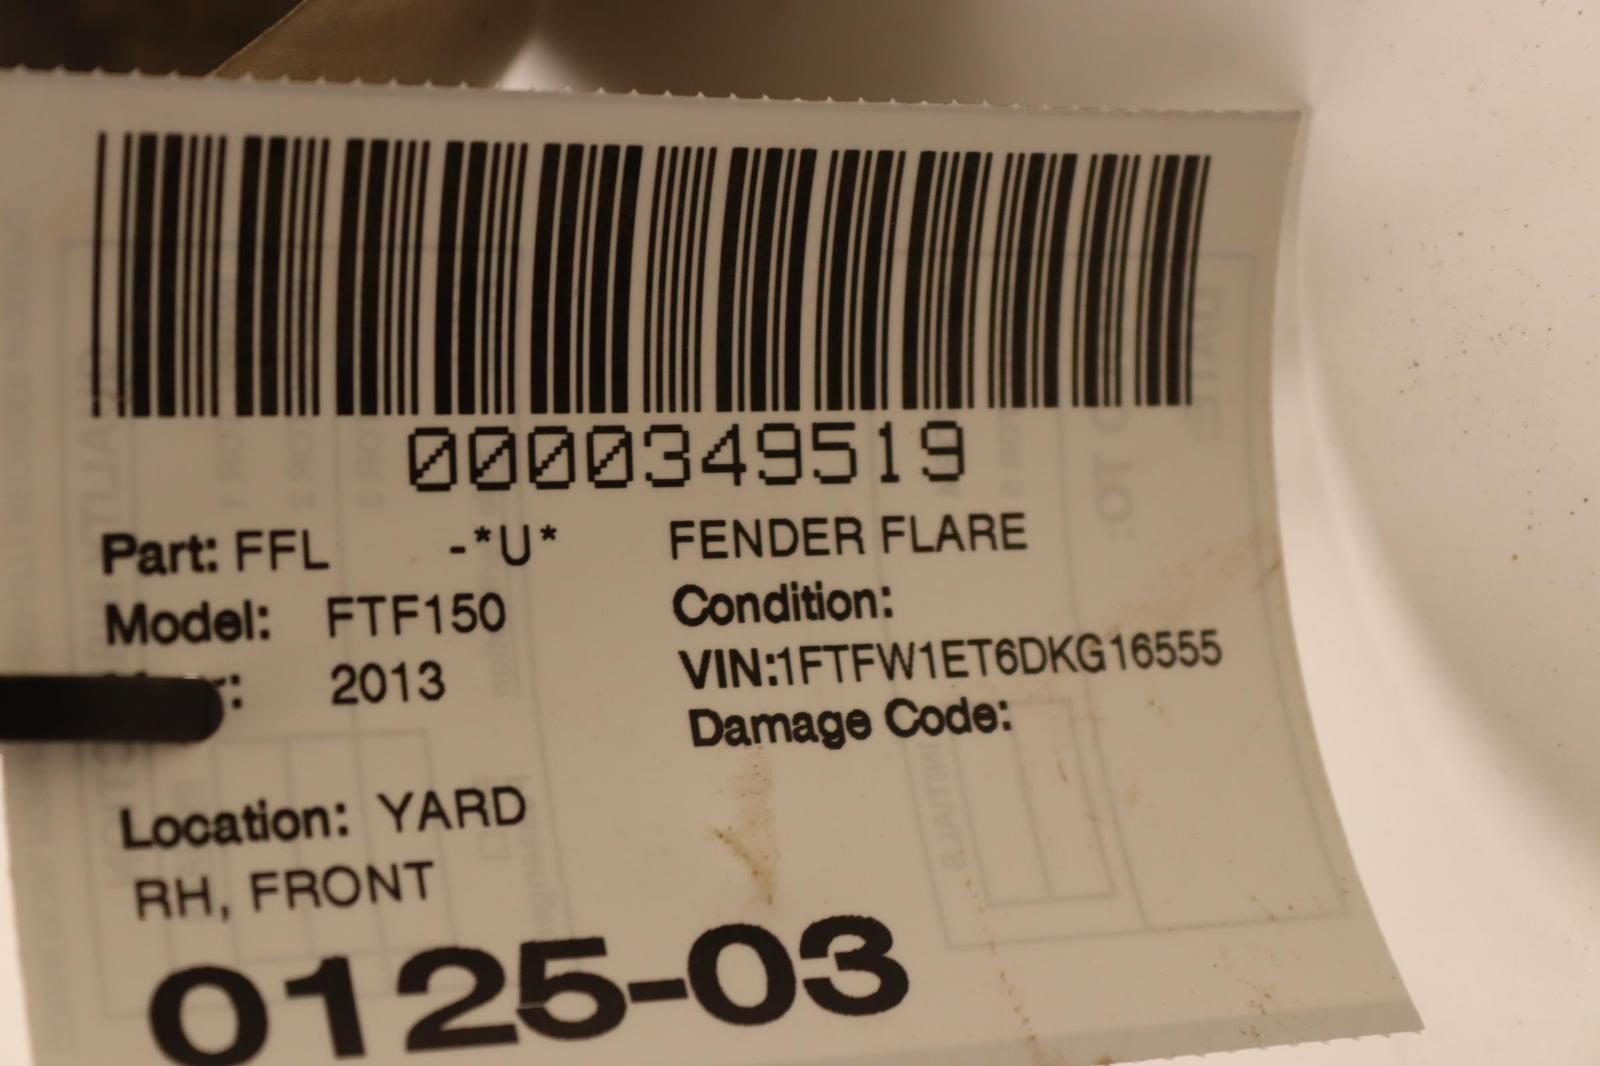 0000349519
Part: FFL -*U* FENDER FLARE
Model: FTF150 Condition:
2013 VIN:1FTFW1ET6DKG16555
Damage Code:
Location: YARD
RH, FRONT
0125-03